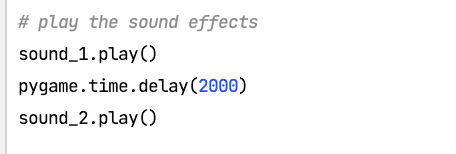 # play the sound effects
sound_1.play()
pygame.time.delay(2000)
sound_2.play()